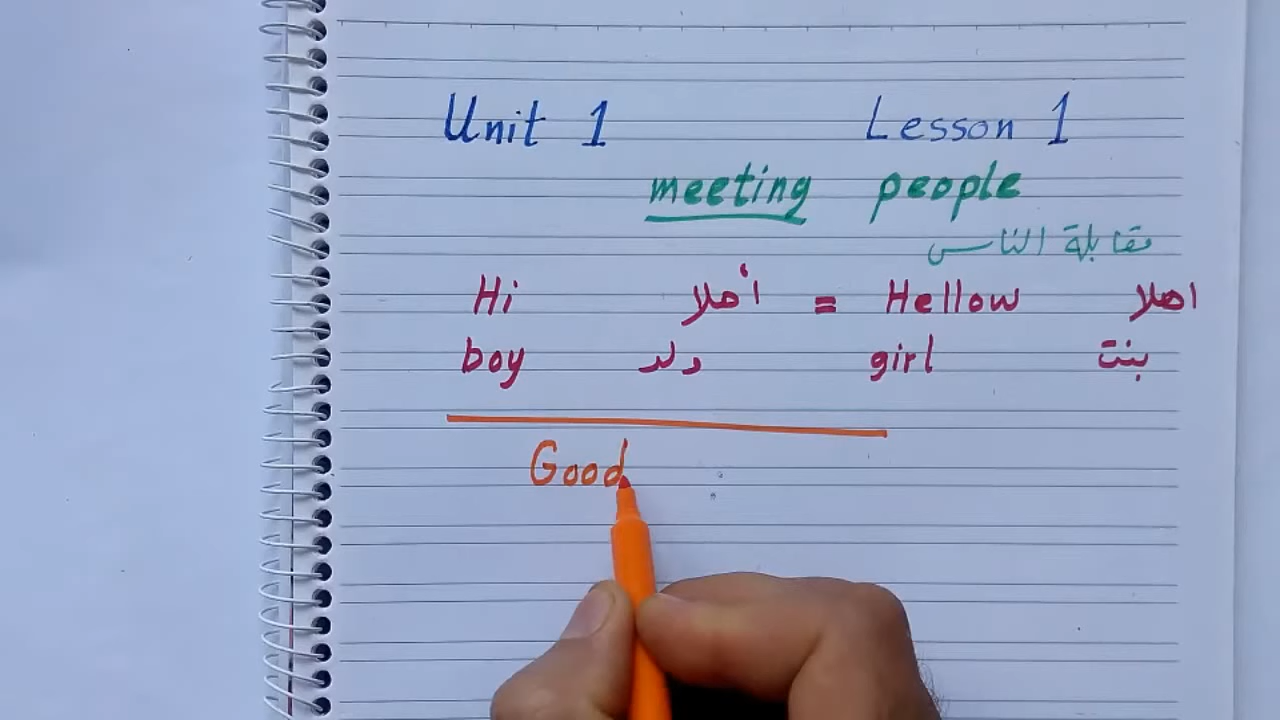 Unit 1 Lesson 1
meeting people
مقابلة الناس
Hi أهلا = Hellow اهلا
boy ولد girl بنت
Good